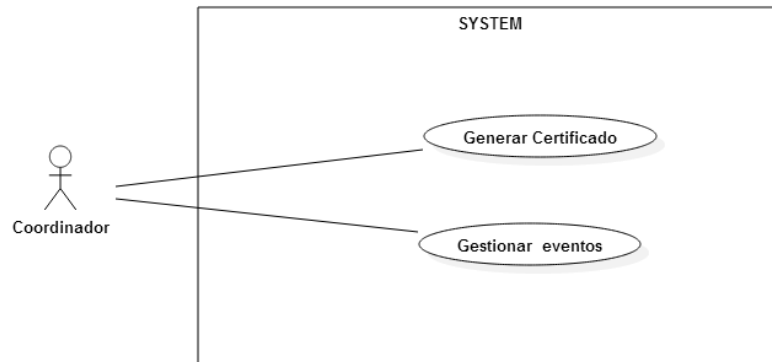 SYSTEM
Generar Certificado
Coordinador
Gestionar eventos